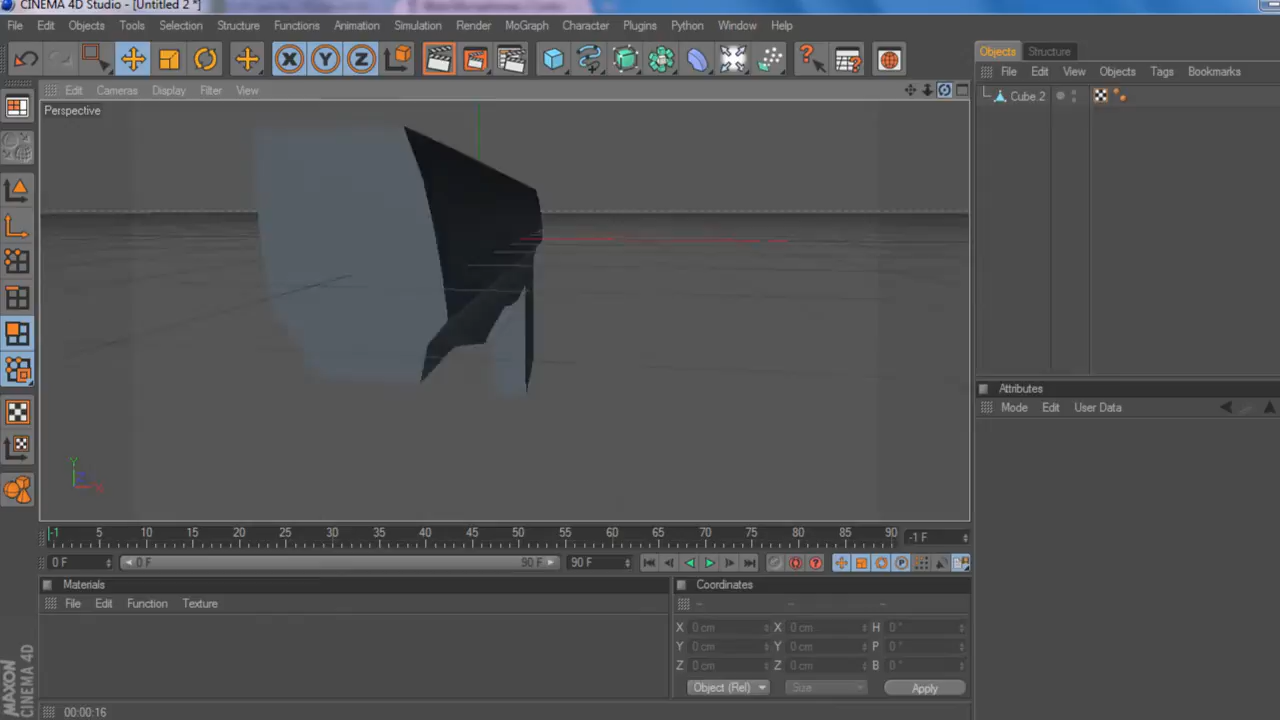 CINEMA 4D Studio - [Untitled 2 *]
File Edit Objects Tools Selection Structure Functions Animation Simulation Render MoGraph Character Plugins Python Window Help
X Y Z
Objects Structure
File Edit View Objects Tags Bookmarks
Edit Cameras Display Filter View
Perspective
Cube.2
Attributes
Mode Edit User Data
Y
X
-1 5 10 15 20 25 30 35 40 45 50 55 60 65 70 75 80 85 90 -1 F
0 F 0 F 90 F 90 F
Materials
File Edit Function Texture
Coordinates
X 0 cm X 0 cm H 0 °
Y 0 cm Y 0 cm P 0 °
Z 0 cm Z 0 cm B 0 °
Object (Rel) Size Apply
MAXON
CINEMA 4D
00:00:16